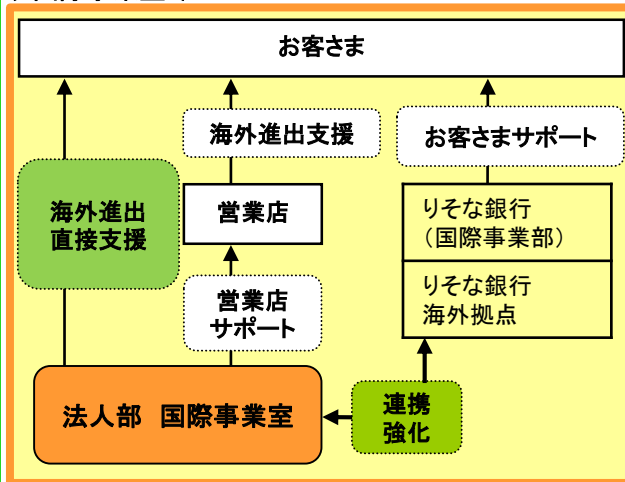 お客さま
海外進出支援
お客さまサポート
海外進出
直接支援
営業店
りそな銀行
（国際事業部）
りそな銀行
海外拠点
営業店
サポート
法人部 国際事業室
連携
強化